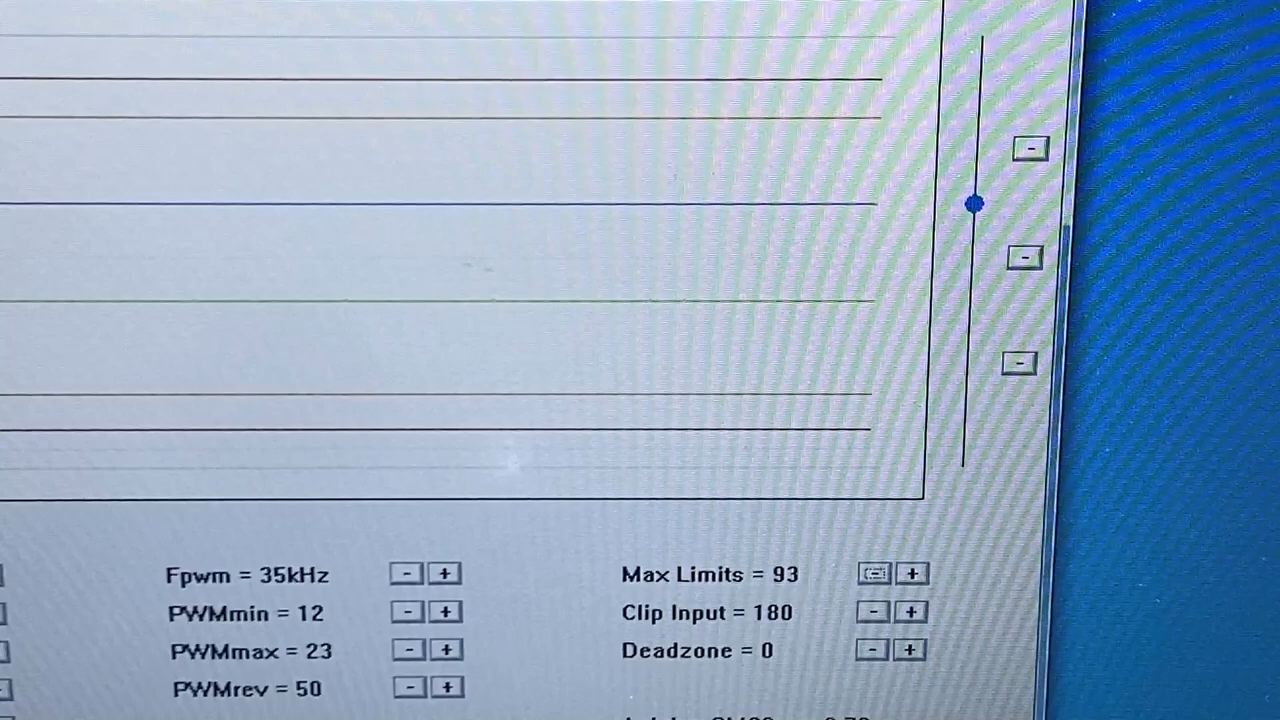 -
-
-
Fpwm = 35kHz - + Max Limits = 93 - +
PWMmin = 12 - + Clip Input = 180 - +
PWMmax = 23 - + Deadzone = 0 - +
PWMrev = 50 - +